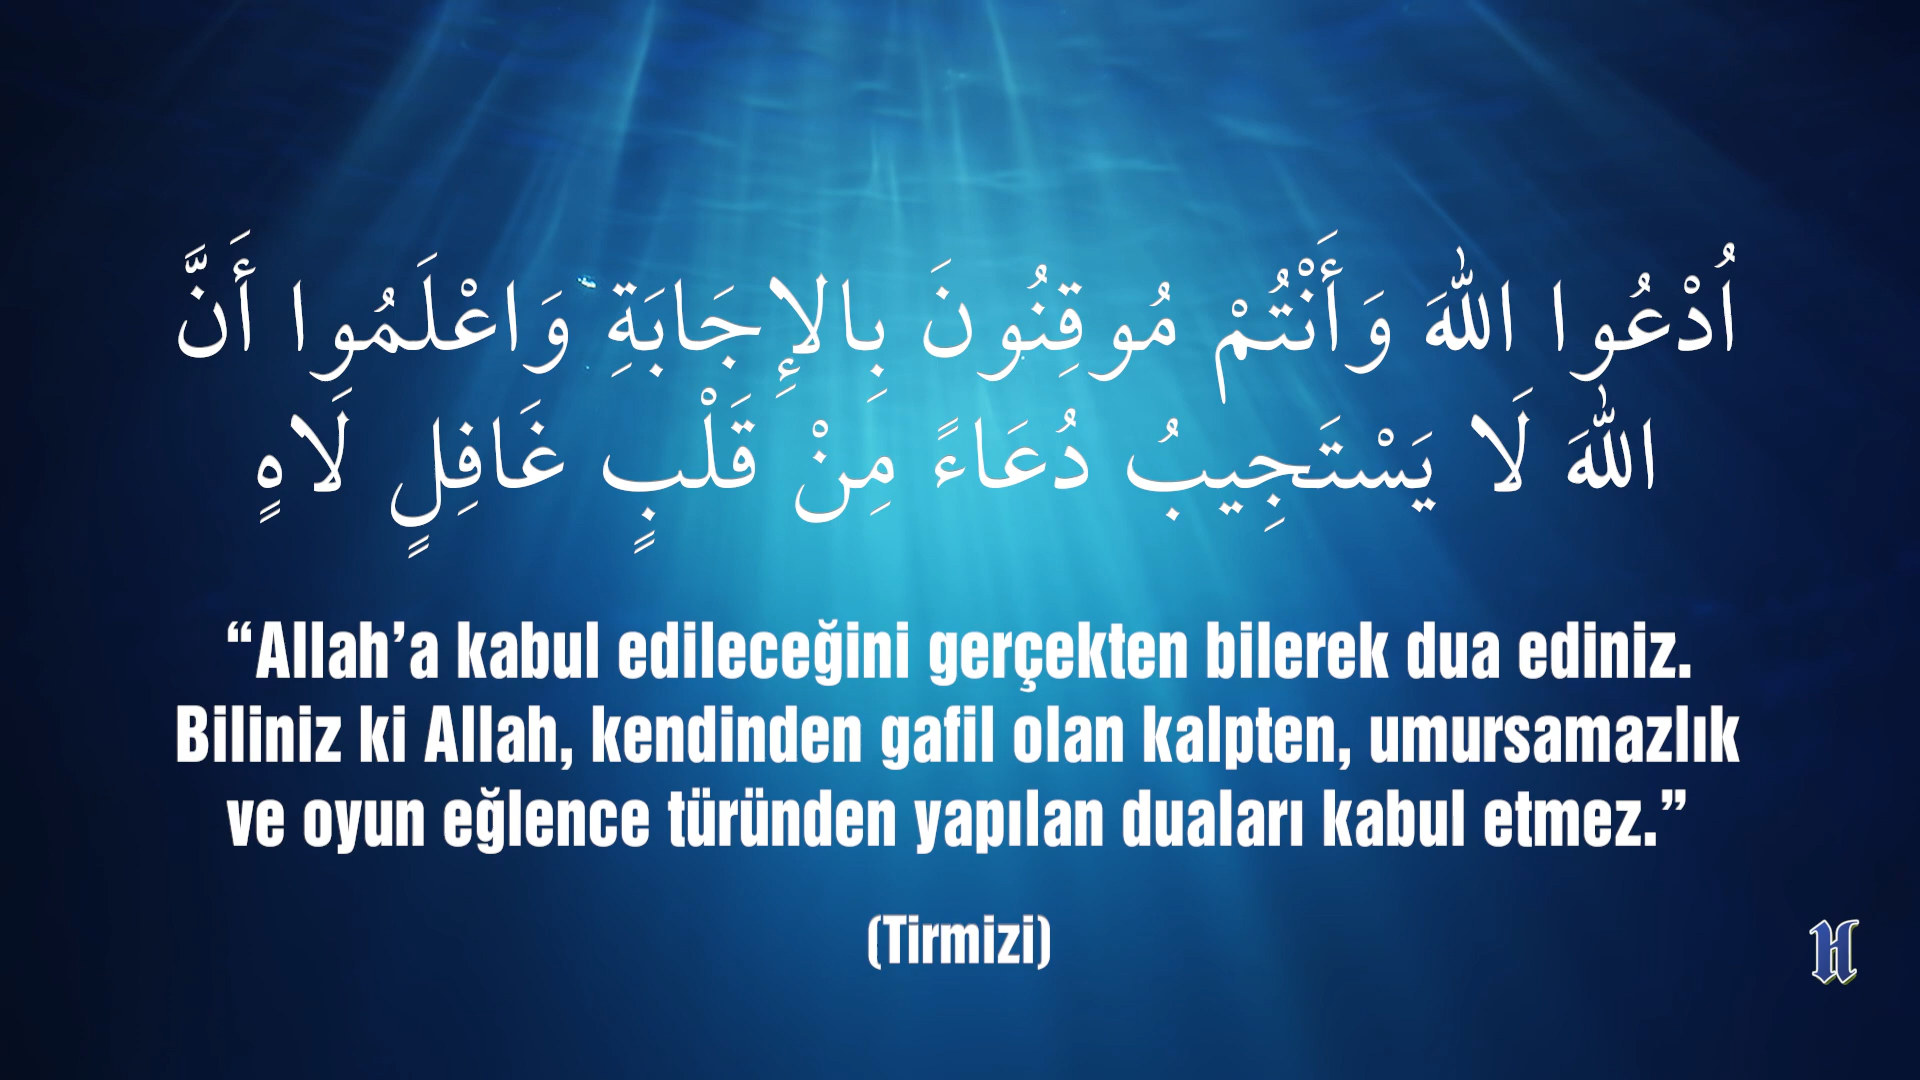 اُدْعُوا اللهَ وَأَنْتُمْ مُوقِنُونَ بِالإِجَابَةِ وَاعْلَمُوا أَنَّ
اللهَ لَا يَسْتَجِيبُ دُعَاءً مِنْ قَلْبٍ غَافِلٍ لَاهٍ
“Allah’a kabul edileceğini gerçekten bilerek dua ediniz.
Biliniz ki Allah, kendinden gafil olan kalpten, umursamazlık
ve oyun eğlence türünden yapılan duaları kabul etmez.”
(Tirmizi)
H